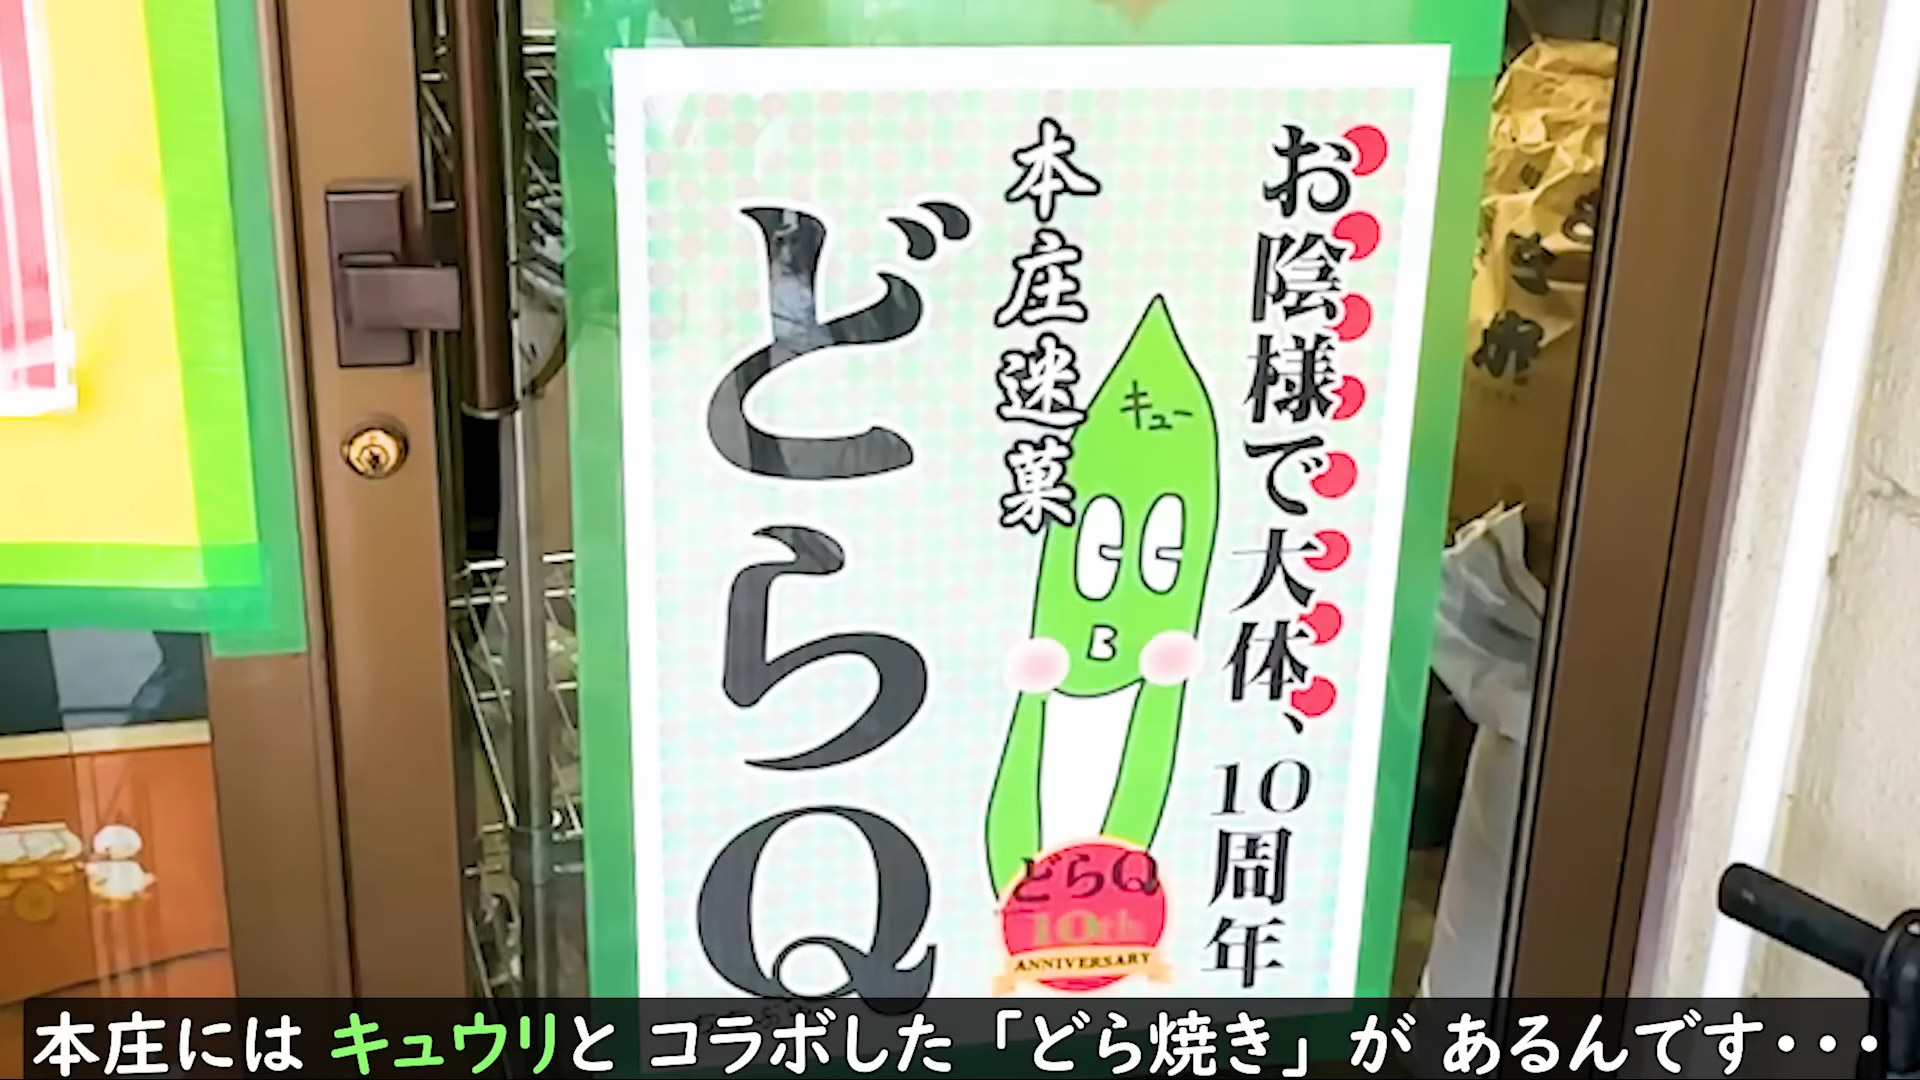 お陰様で大体、10周年
本庄迷菓
どらQ
キュー
どらQ
10th
ANNIVERSARY
本庄には キュウリと コラボした 「どら焼き」が あるんです・・・